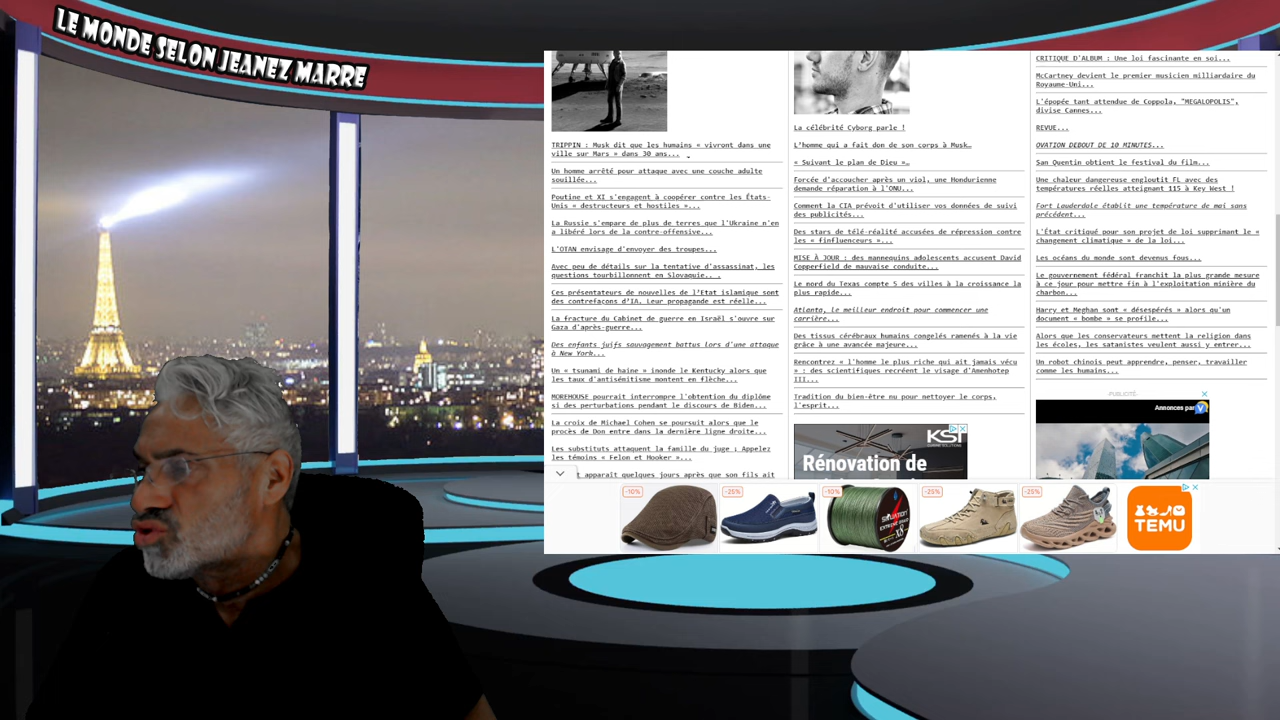 LE MONDE SELON JEANEZ MARRE
TRIPPIN : Musk dit que les humains « vivront dans une
ville sur Mars » dans 30 ans...
Un homme arrêté pour attaque avec une couche adulte
souillée...
Poutine et XI s'engagent à coopérer contre les États-
Unis « destructeurs et hostiles »...
La Russie s'empare de plus de terres que l'Ukraine n'en
a libéré lors de la contre-offensive...
L'OTAN envisage d'envoyer des troupes...
Avec peu de détails sur la tentative d'assassinat, les
questions tourbillonnent en Slovaquie.. .
Ces présentateurs de nouvelles de l'Etat islamique sont
des contrefaçons d'IA. Leur propagande est réelle...
La fracture du Cabinet de guerre en Israël s'ouvre sur
Gaza d'après-guerre...
Des enfants juifs sauvagement battus lors d'une attaque
à New York...
Un « tsunami de haine » inonde le Kentucky alors que
les taux d'antisémitisme montent en flèche...
MOREHOUSE pourrait interrompre l'obtention du diplôme
si des perturbations pendant le discours de Biden...
La croix de Michael Cohen se poursuit alors que le
procès de Don entre dans la dernière ligne droite...
Les substituts attaquent la famille du juge ; Appelez
les témoins « Felon et Hooker »...
t apparaît quelques jours après que son fils ait
La célébrité Cyborg parle !
L'homme qui a fait don de son corps à Musk…
« Suivant le plan de Dieu »…
Forcée d'accoucher après un viol, une Hondurienne
demande réparation à l'ONU...
Comment la CIA prévoit d'utiliser vos données de suivi
des publicités...
Des stars de télé-réalité accusées de répression contre
les « finfluenceurs »...
MISE À JOUR : des mannequins adolescents accusent David
Copperfield de mauvaise conduite...
Le nord du Texas compte 5 des villes à la croissance la
plus rapide...
Atlanta, le meilleur endroit pour commencer une
carrière...
Des tissus cérébraux humains congelés ramenés à la vie
grâce à une avancée majeure...
Rencontrez « l'homme le plus riche qui ait jamais vécu
» : des scientifiques recréent le visage d'Amenhotep
III...
Tradition du bien-être nu pour nettoyer le corps,
l'esprit...
KSI
Rénovation de
CRITIQUE D'ALBUM : Une loi fascinante en soi...
McCartney devient le premier musicien milliardaire du
Royaume-Uni...
L'épopée tant attendue de Coppola, "MEGALOPOLIS",
divise Cannes...
REVUE...
OVATION DEBOUT DE 10 MINUTES...
San Quentin obtient le festival du film...
Une chaleur dangereuse engloutit FL avec des
températures réelles atteignant 115 à Key West !
Fort Lauderdale établit une température de mai sans
précédent...
L'État critiqué pour son projet de loi supprimant le «
changement climatique » de la loi...
Les océans du monde sont devenus fous...
Le gouvernement fédéral franchit la plus grande mesure
à ce jour pour mettre fin à l'exploitation minière du
charbon...
Harry et Meghan sont « désespérés » alors qu'un
document « bombe » se profile...
Alors que les conservateurs mettent la religion dans
les écoles, les satanistes veulent aussi y entrer...
Un robot chinois peut apprendre, penser, travailler
comme les humains...
PUBLICITÉ
Annonces par
-10%
-25%
-10%
-25%
-25%
TEMU